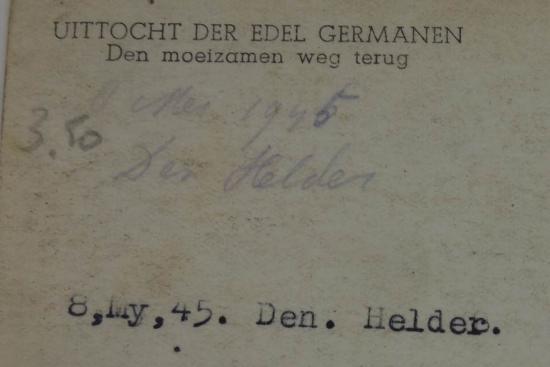 UITTOCHT DER EDEL GERMANEN
Den moeizamen weg terug
8 Mei 1945
3.50
Den Helder
8,My,45. Den. Helder.